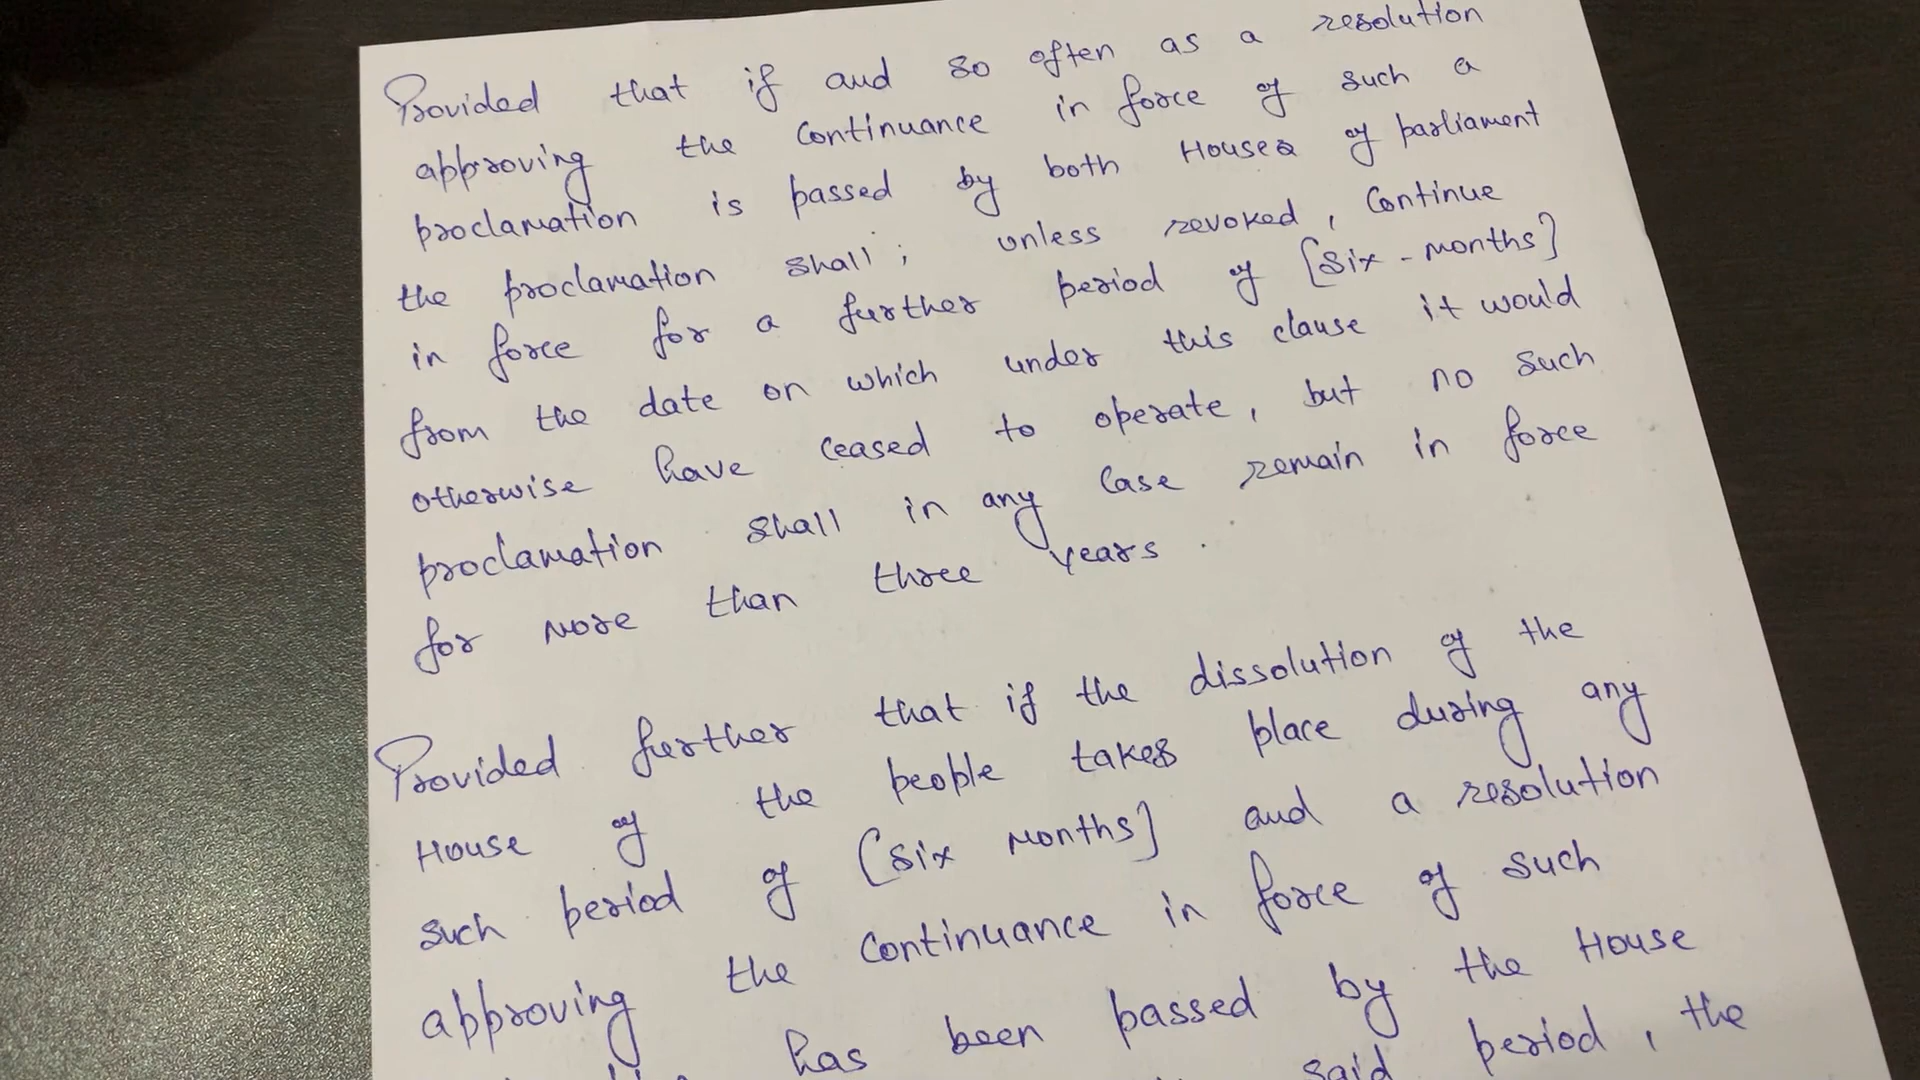 Provided that if and so often as a resolution
approving the continuance in force of such a
proclamation is passed by both Houses of parliament
the proclamation shall; unless revoked, continue
in force for a further period of [six-months]
from the date on which under this clause it would
otherwise have ceased to operate, but no such
proclamation shall in any case remain in force
for more than three years.
Provided further that if the dissolution of the
House of the people takes place during any
such period of [six months] and a resolution
approving the continuance in force of such
has been passed by the House
said period, the